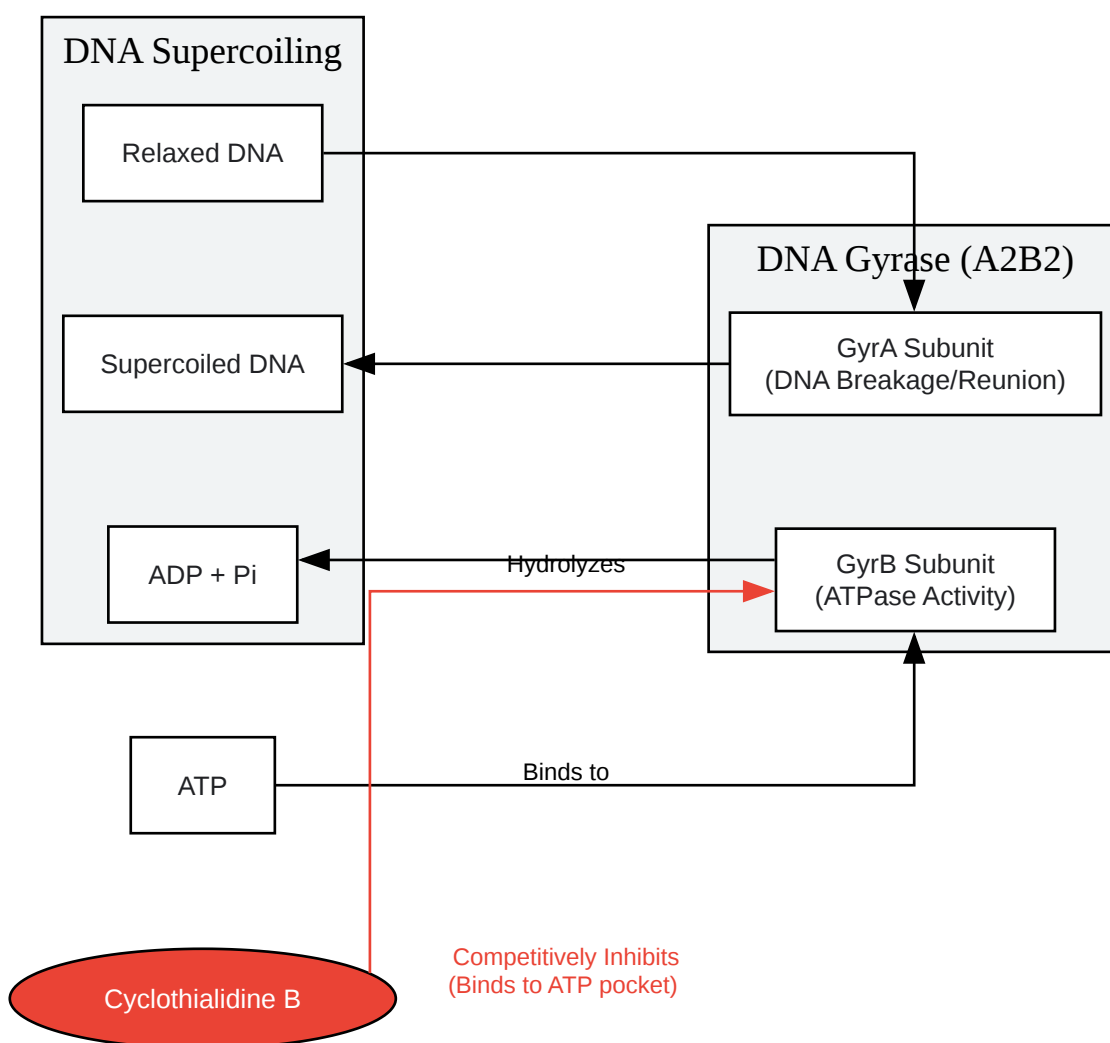 DNA Supercoiling
Relaxed DNA
DNA Gyrase (A2B2)
GyrA Subunit
(DNA Breakage/Reunion)
Supercoiled DNA
Hydrolyzes
GyrB Subunit
(ATPase Activity)
ADP + Pi
Binds to
ATP
Competitively Inhibits
(Binds to ATP pocket)
Cyclothialidine B